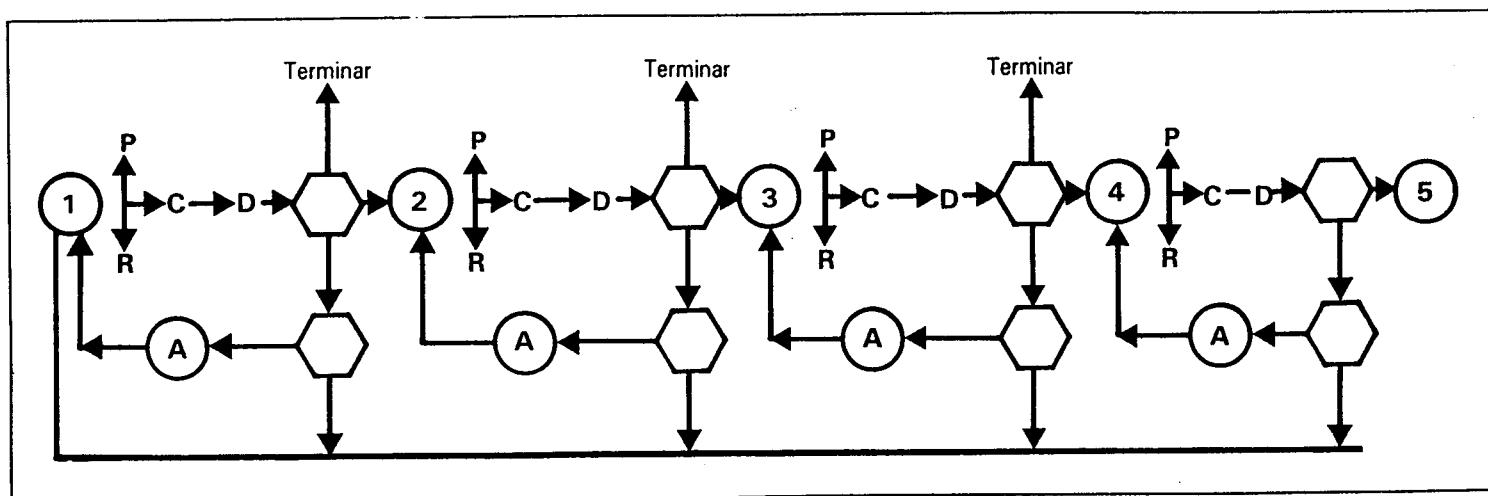 Terminar Terminar Terminar
P P P P
1 C D 2 C D 3 C D 4 C D 5
R R R R
A A A A